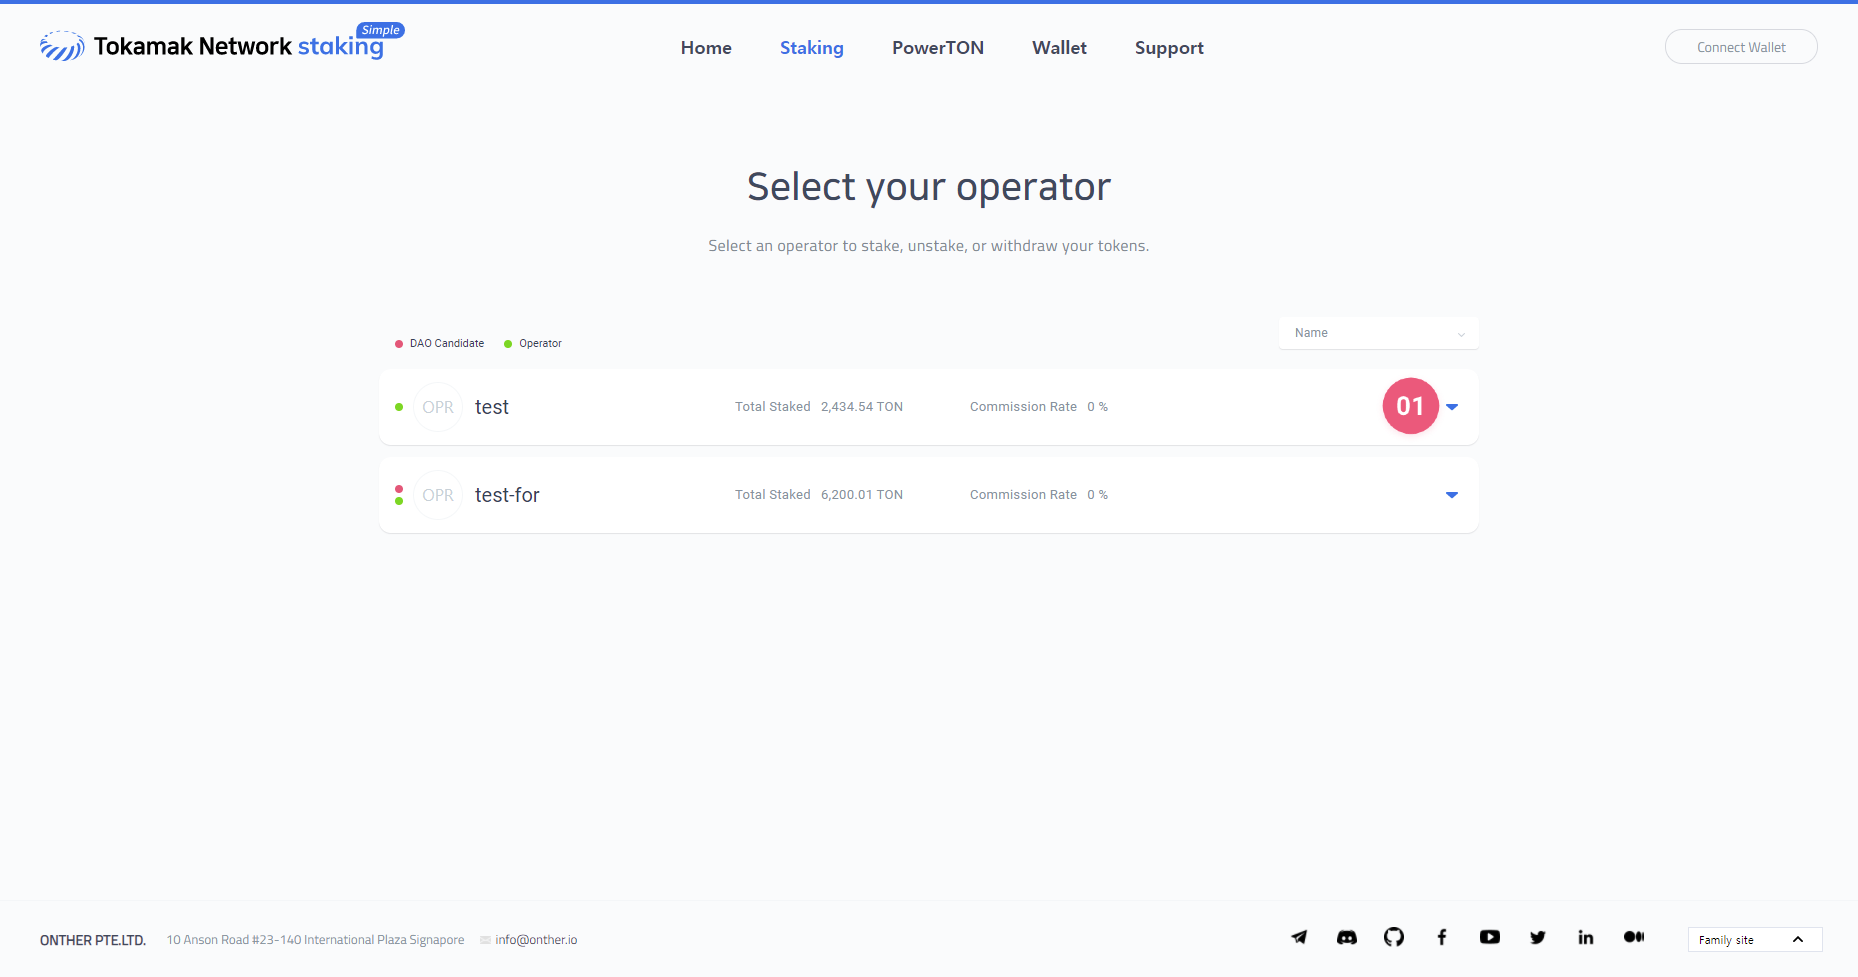 Tokamak Network staking Simple
Home Staking PowerTON Wallet Support
Connect Wallet
Select your operator
Select an operator to stake, unstake, or withdraw your tokens.
Name
DAO Candidate Operator
OPR test Total Staked 2,434.54 TON Commission Rate 0 % 01
OPR test-for Total Staked 6,200.01 TON Commission Rate 0 %
ONTHER PTE.LTD. 10 Anson Road #23-140 International Plaza Signapore info@onther.io
Family site